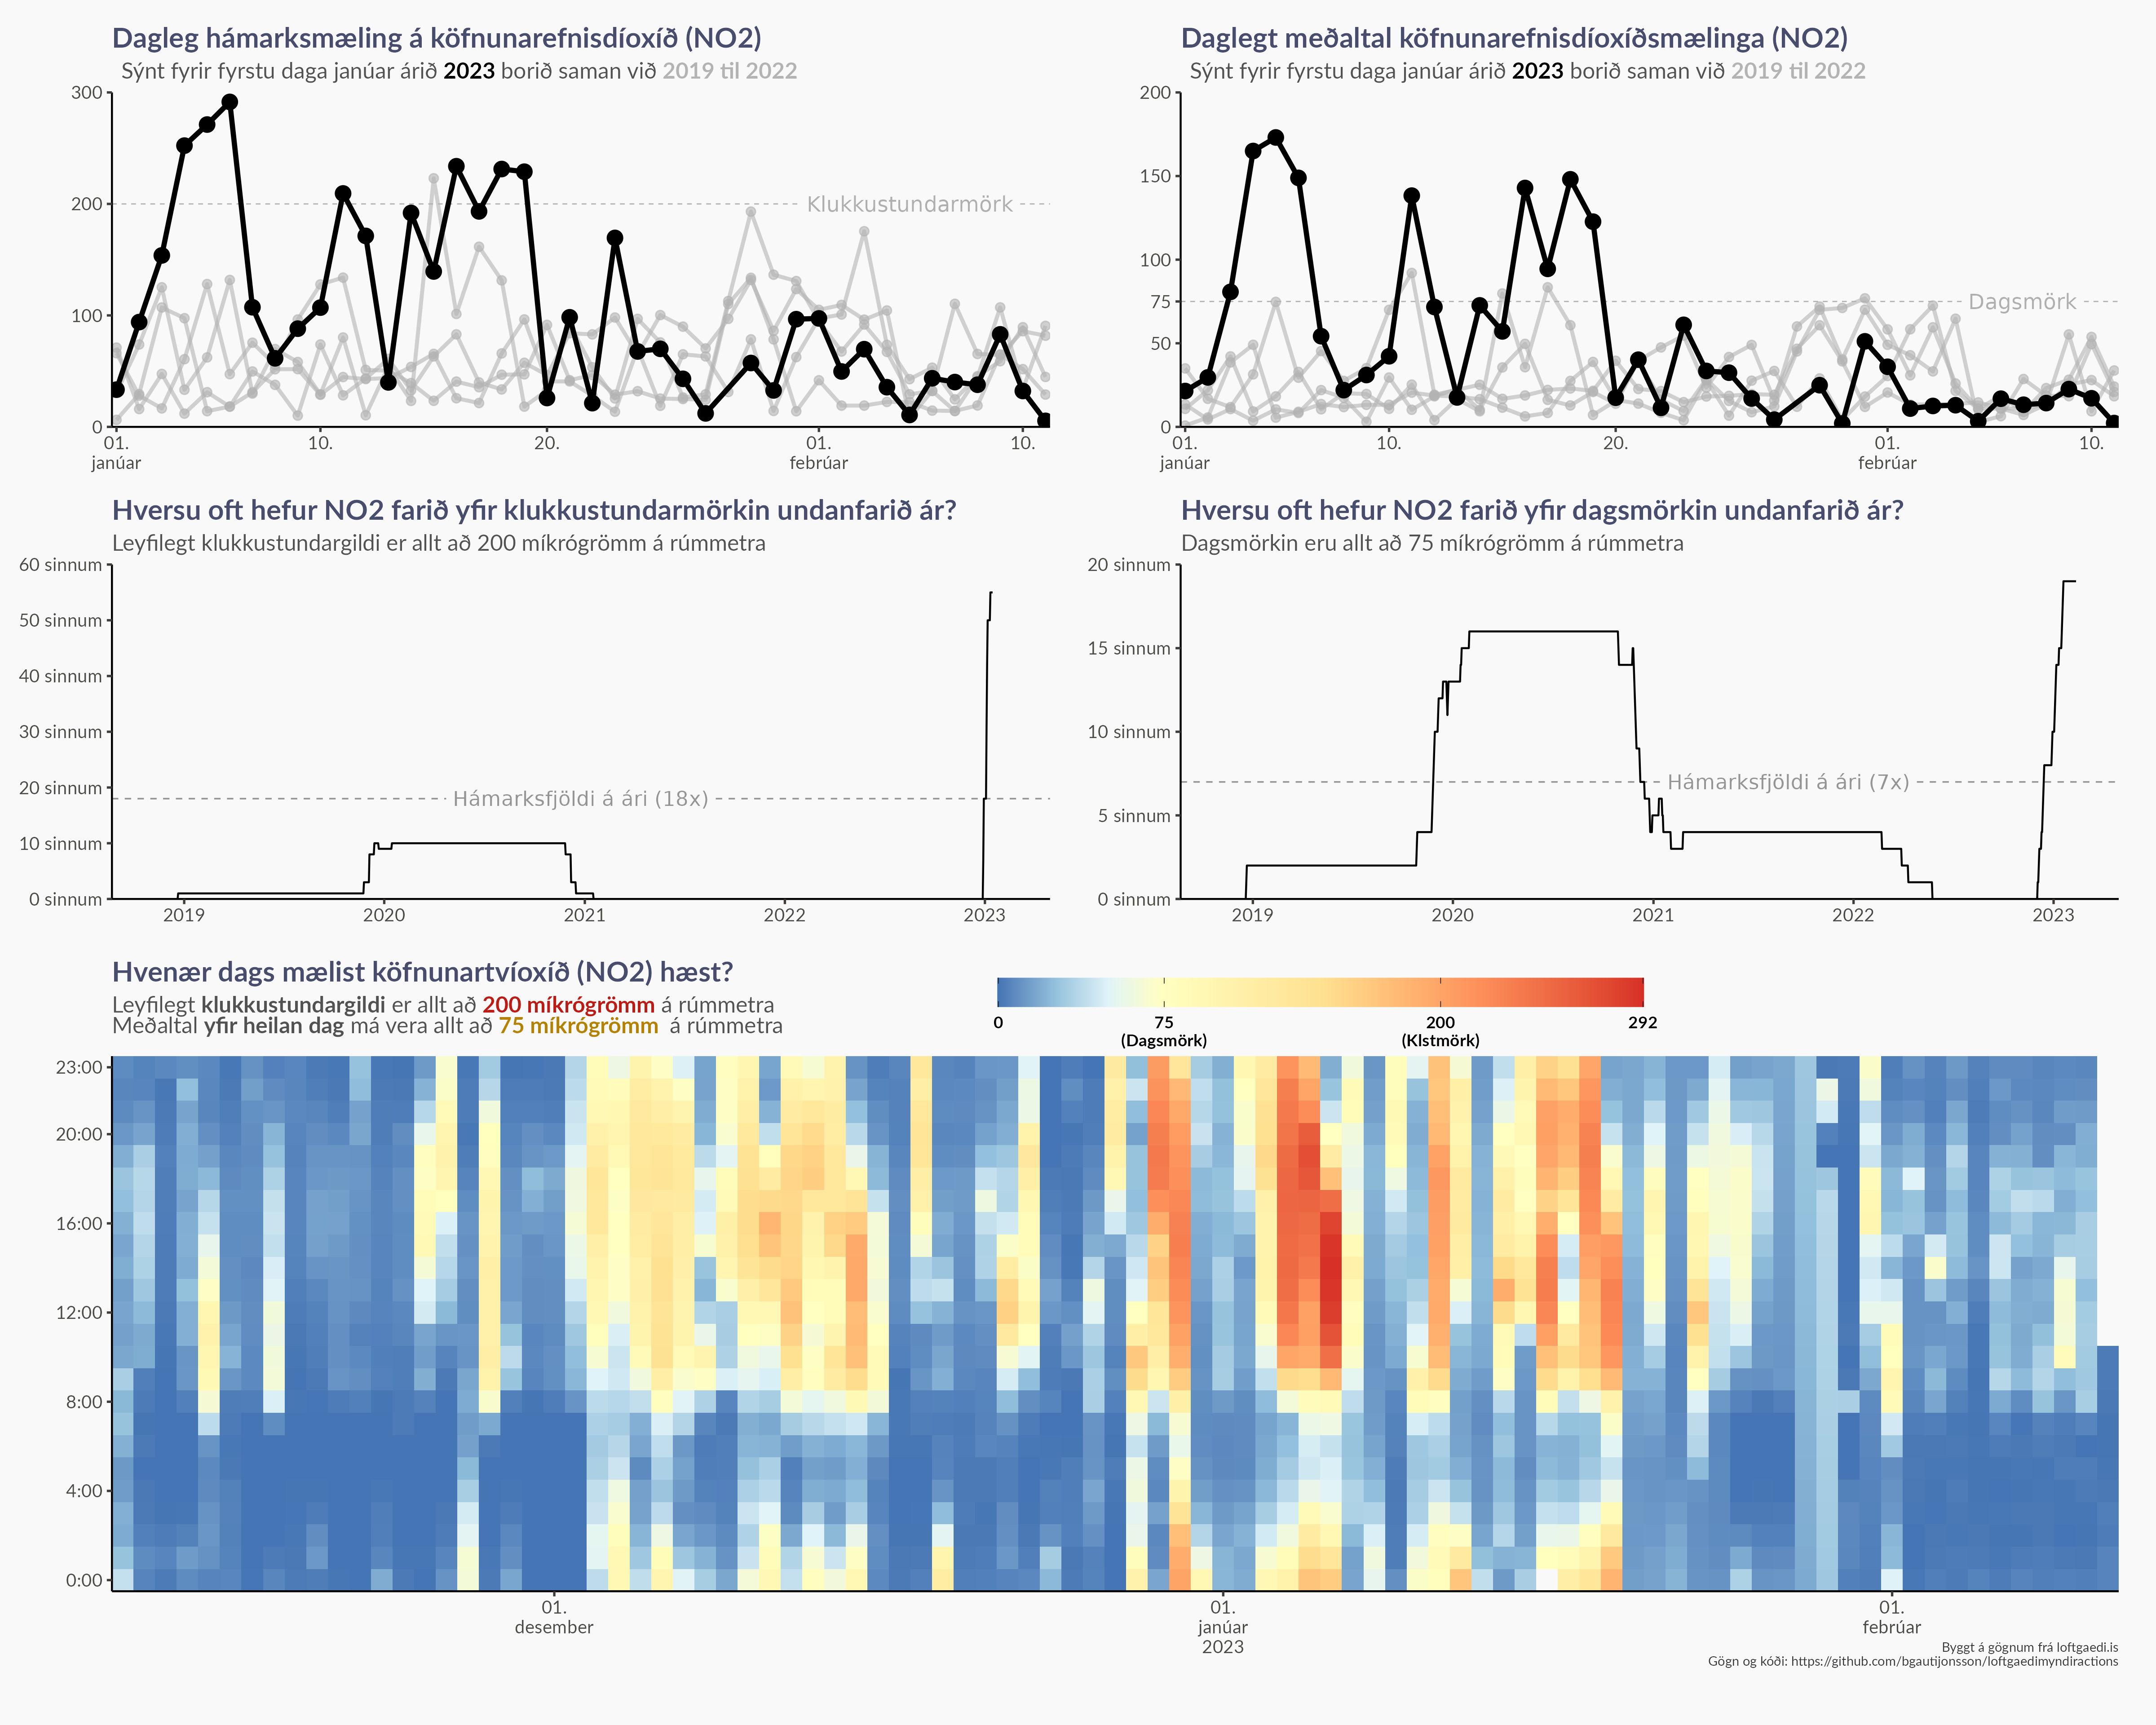 Dagleg hámarksmæling á köfnunarefnisdíoxíð (NO2)
Sýnt fyrir fyrstu daga janúar árið 2023 borið saman við 2019 til 2022
300
200
100
0
Klukkustundarmörk
01.
janúar
10.
20.
01.
febrúar
10.
Daglegt meðaltal köfnunarefnisdíoxíðsmælinga (NO2)
Sýnt fyrir fyrstu daga janúar árið 2023 borið saman við 2019 til 2022
200
150
100
75
50
0
Dagsmörk
01.
janúar
10.
20.
01.
febrúar
10.
Hversu oft hefur NO2 farið yfir klukkustundarmörkin undanfarið ár?
Leyfilegt klukkustundargildi er allt að 200 míkrógrömm á rúmmetra
60 sinnum
50 sinnum
40 sinnum
30 sinnum
20 sinnum
10 sinnum
0 sinnum
Hámarksfjöldi á ári (18x)
2019
2020
2021
2022
2023
Hversu oft hefur NO2 farið yfir dagsmörkin undanfarið ár?
Dagsmörkin eru allt að 75 míkrógrömm á rúmmetra
20 sinnum
15 sinnum
10 sinnum
5 sinnum
0 sinnum
Hámarksfjöldi á ári (7x)
2019
2020
2021
2022
2023
Hvenær dags mælist köfnunartvíoxíð (NO2) hæst?
Leyfilegt klukkustundargildi er allt að 200 míkrógrömm á rúmmetra
Meðaltal yfir heilan dag má vera allt að 75 míkrógrömm á rúmmetra
0
75
(Dagsmörk)
200
(Klstmörk)
292
23:00
20:00
16:00
12:00
8:00
4:00
0:00
01.
desember
01.
janúar
2023
01.
febrúar
Byggt á gögnum frá loftgaedi.is
Gögn og kóði: https://github.com/bgautijonsson/loftgaedimyndiractions